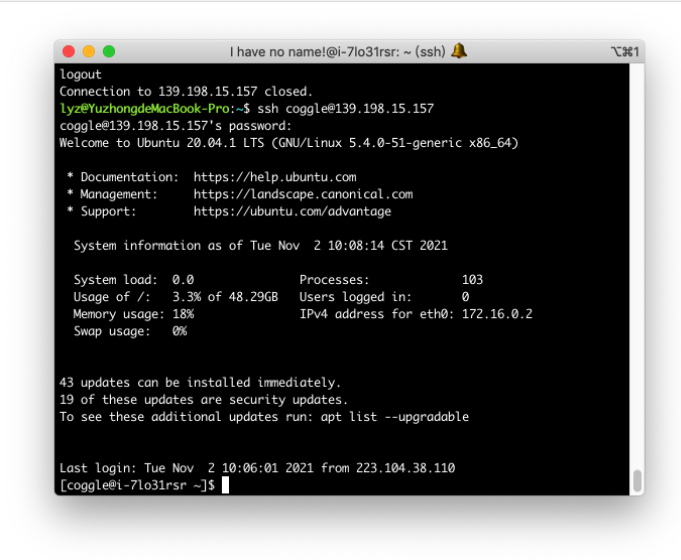 I have no name!@i-7lo31rsr: ~ (ssh) 🔔 ⌥⌘1
logout
Connection to 139.198.15.157 closed.
lyz@YuzhongdeMacBook-Pro:~$ ssh coggle@139.198.15.157
coggle@139.198.15.157's password:
Welcome to Ubuntu 20.04.1 LTS (GNU/Linux 5.4.0-51-generic x86_64)
* Documentation:  https://help.ubuntu.com
* Management:     https://landscape.canonical.com
* Support:        https://ubuntu.com/advantage
System information as of Tue Nov  2 10:08:14 CST 2021
System load:  0.0               Processes:             103
Usage of /:   3.3% of 48.29GB   Users logged in:       0
Memory usage: 18%               IPv4 address for eth0: 172.16.0.2
Swap usage:   0%
43 updates can be installed immediately.
19 of these updates are security updates.
To see these additional updates run: apt list --upgradable
Last login: Tue Nov  2 10:06:01 2021 from 223.104.38.110
[coggle@i-7lo31rsr ~]$